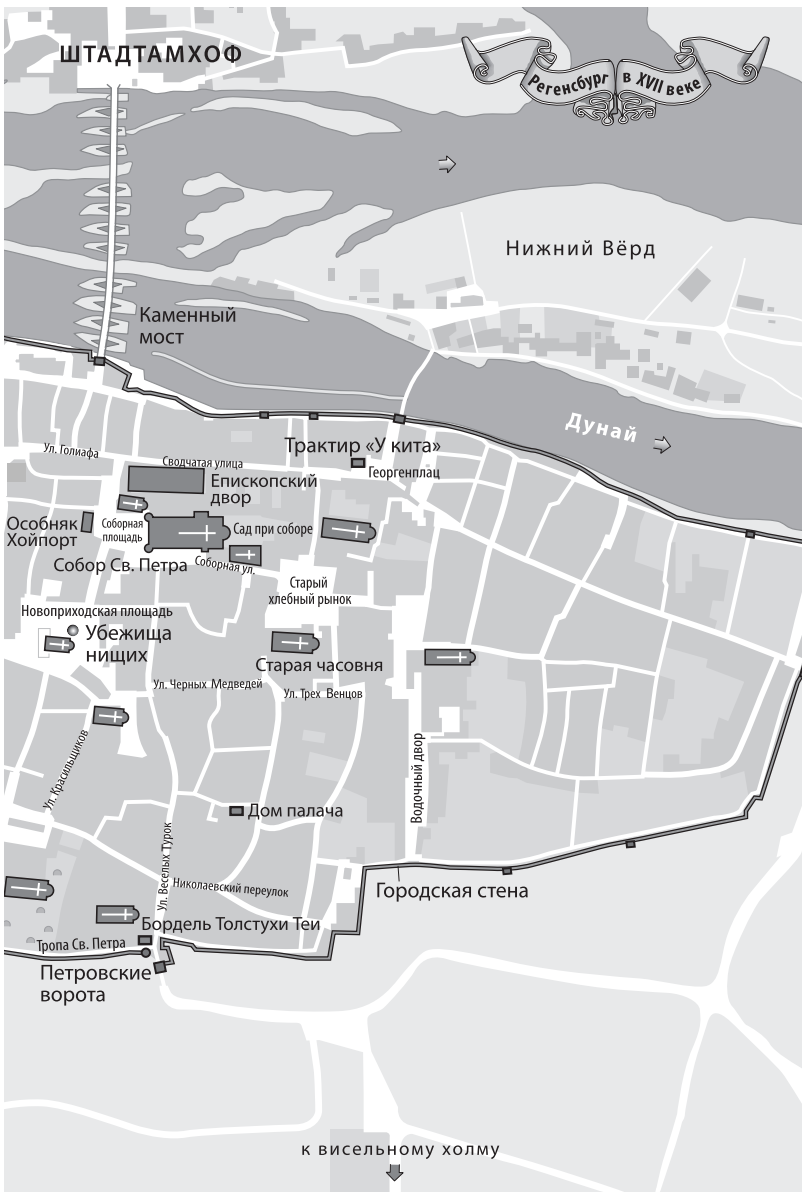 ШТАДТАМХОФ
Регенсбург в XVII веке
Нижний Вёрд
Каменный
мост
Дунай
Трактир «У кита»
Ул. Голиафа
Сводчатая улица
Георгенплац
Епископский
двор
Особняк
Хойпорт
Соборная
площадь
Сад при соборе
Собор Св. Петра
Соборная ул.
Старый
хлебный рынок
Новоприходская площадь
Убежища
нищих
Старая часовня
Ул. Черных Медведей
Ул. Трех Венцов
Ул. Красильщиков
Водочный двор
Дом палача
Ул. Веселых Турок
Николаевский переулок
Городская стена
Бордель Толстухи Теи
Тропа Св. Петра
Петровские
ворота
к висельному холму